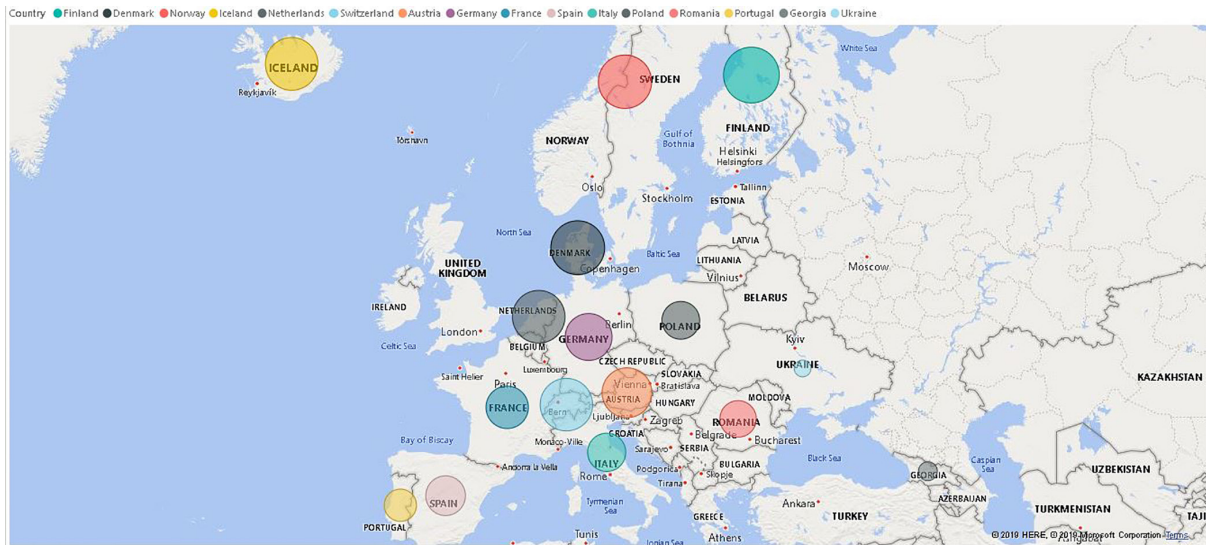 Country Finland Denmark Norway Iceland Netherlands Switzerland Austria Germany France Spain Italy Poland Romania Portugal Georgia Ukraine
White Sea
ICELAND
SWEDEN
Reykjavík
Tórshavn
NORWAY
Gulf of
Bothnia
FINLAND
Helsinki
Helsingfors
Oslo
Stockholm
Tallinn
ESTONIA
North Sea
LATVIA
DENMARK
Baltic Sea
Copenhagen
LITHUANIA
Vilnius
Moscow
UNITED
KINGDOM
IRELAND
BELARUS
NETHERLANDS
London
Berlin
POLAND
GERMANY
Celtic Sea
BELGIUM
Kyiv
CZECH REPUBLIC
UKRAINE
Saint Helier
Luxembourg
Paris
SLOVAKIA
Vienna
Bratislava
KAZAKHSTAN
AUSTRIA
HUNGARY
MOLDOVA
FRANCE
Bern
Ljubljana
Zagreb
ROMANIA
CROATIA
Belgrade
Bucharest
Bay of Biscay
Monaco-Ville
Sarajevo
SERBIA
Black Sea
Caspian
Sea
Andorra la Vella
ITALY
Podgorica
BULGARIA
Rome
Skopje
Tirana
GEORGIA
UZBEKISTAN
SPAIN
Tyrrhenian
Sea
Ankara
AZERBAIJAN
TURKMENISTAN
PORTUGAL
GREECE
TURKEY
TAJI
Athens
Tunis
Ionian Sea
© 2019 HERE, © 2019 Microsoft Corporation Terms